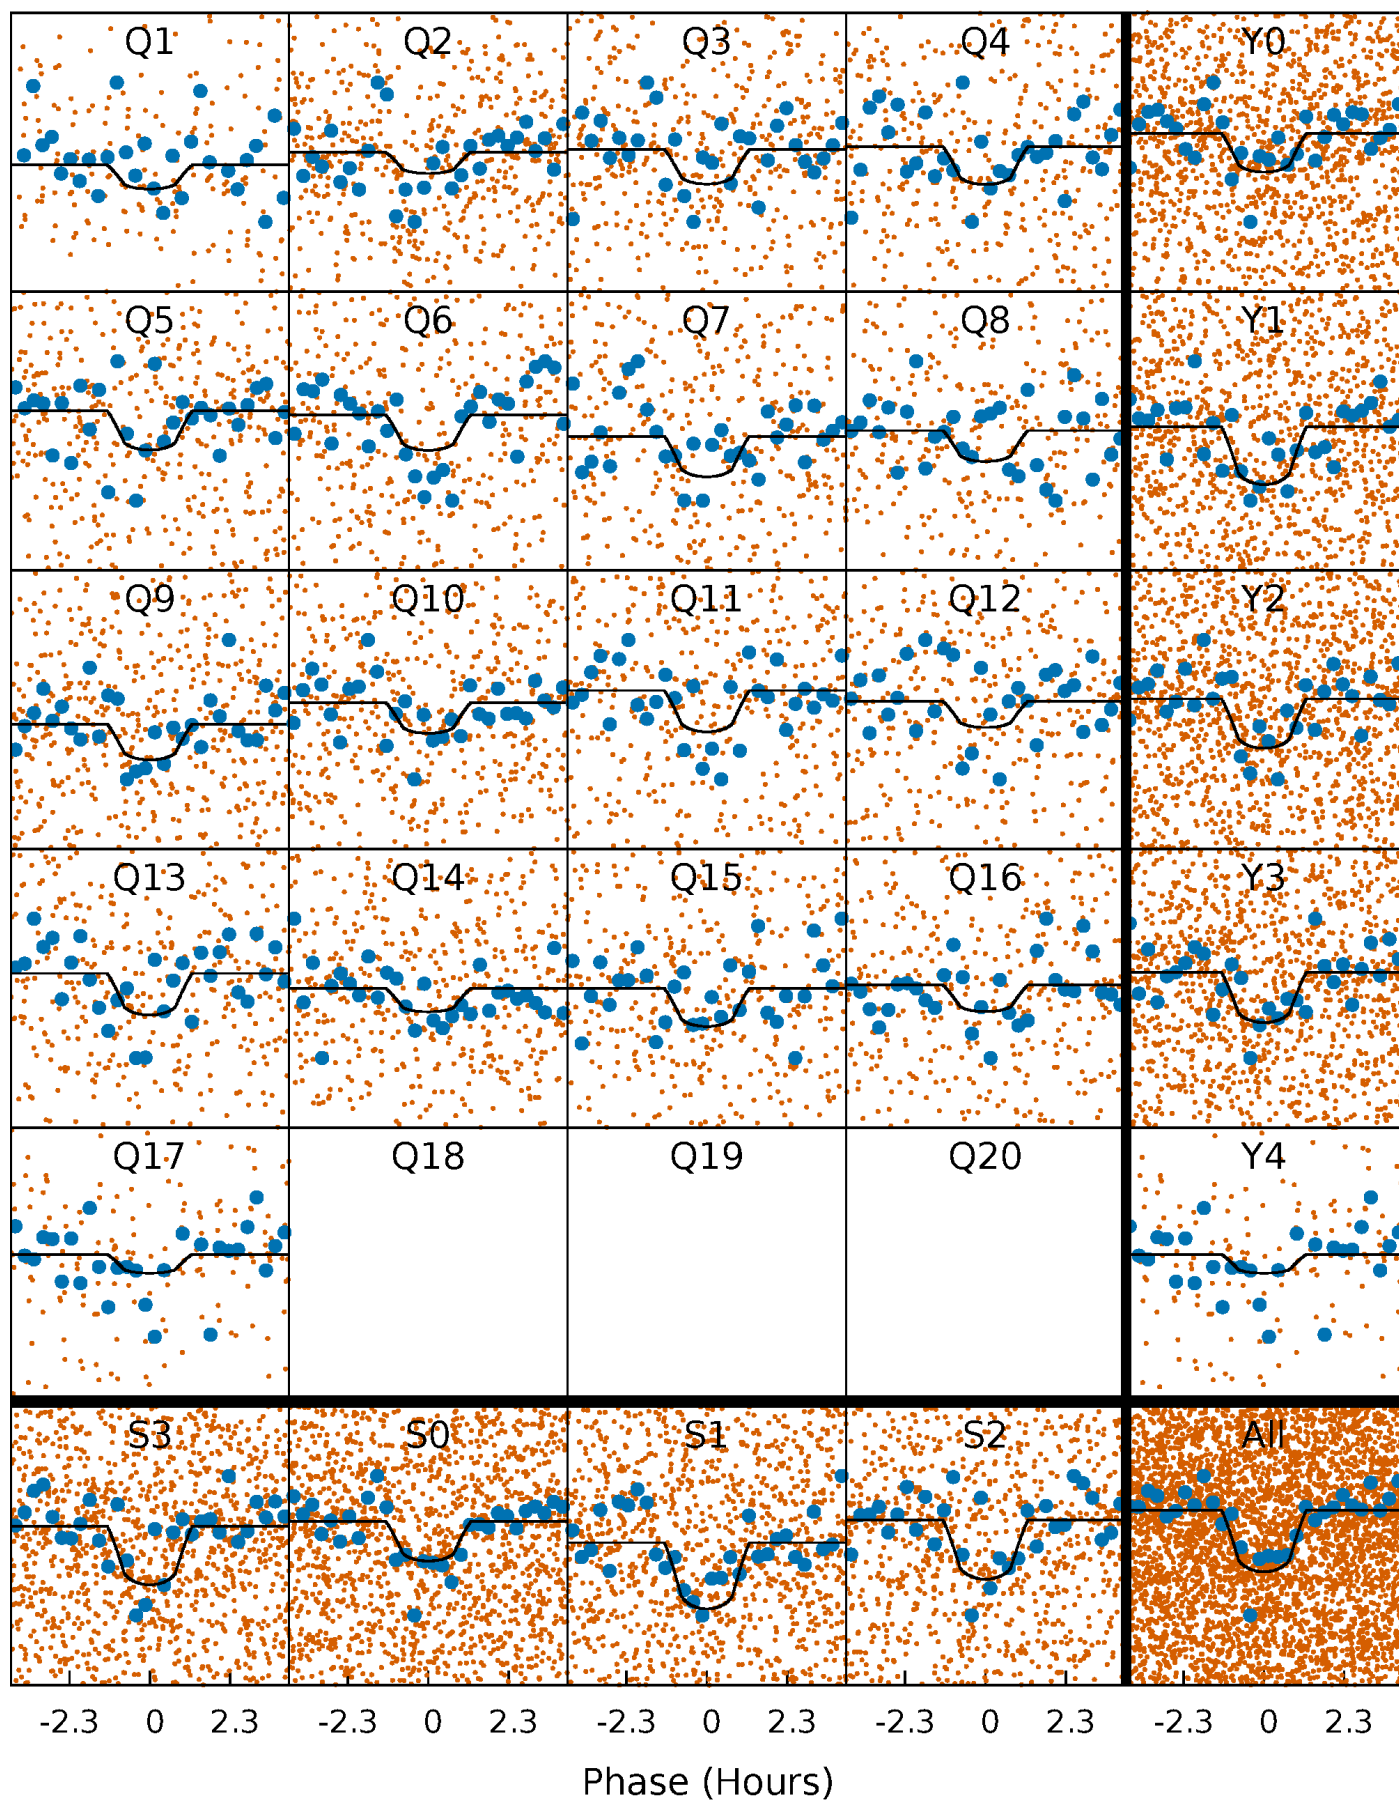 Q1 Q2 Q3 Q4 Y0
Q5 Q6 Q7 Q8 Y1
Q9 Q10 Q11 Q12 Y2
Q13 Q14 Q15 Q16 Y3
Q17 Q18 Q19 Q20 Y4
S3 S0 S1 S2 All
-2.3 0 2.3 -2.3 0 2.3 -2.3 0 2.3 -2.3 0 2.3 -2.3 0 2.3
Phase (Hours)